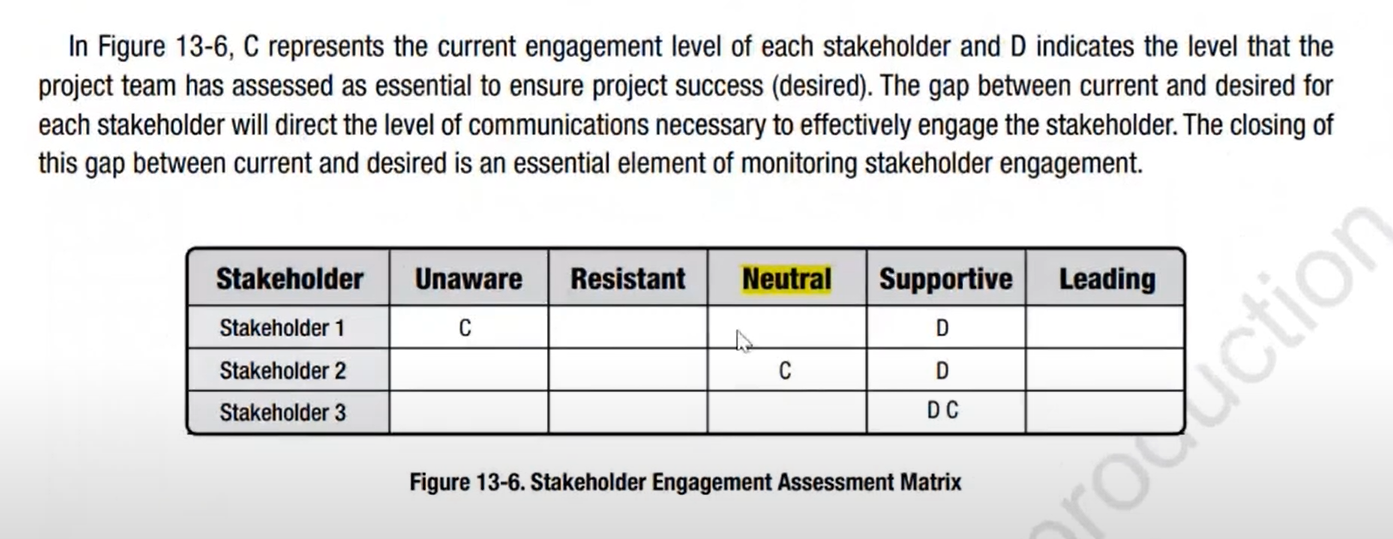 In Figure 13-6, C represents the current engagement level of each stakeholder and D indicates the level that the
project team has assessed as essential to ensure project success (desired). The gap between current and desired for
each stakeholder will direct the level of communications necessary to effectively engage the stakeholder. The closing of
this gap between current and desired is an essential element of monitoring stakeholder engagement.
Stakeholder Unaware Resistant Neutral Supportive Leading
Stakeholder 1 C D
Stakeholder 2 C D
Stakeholder 3 D C
Figure 13-6. Stakeholder Engagement Assessment Matrix